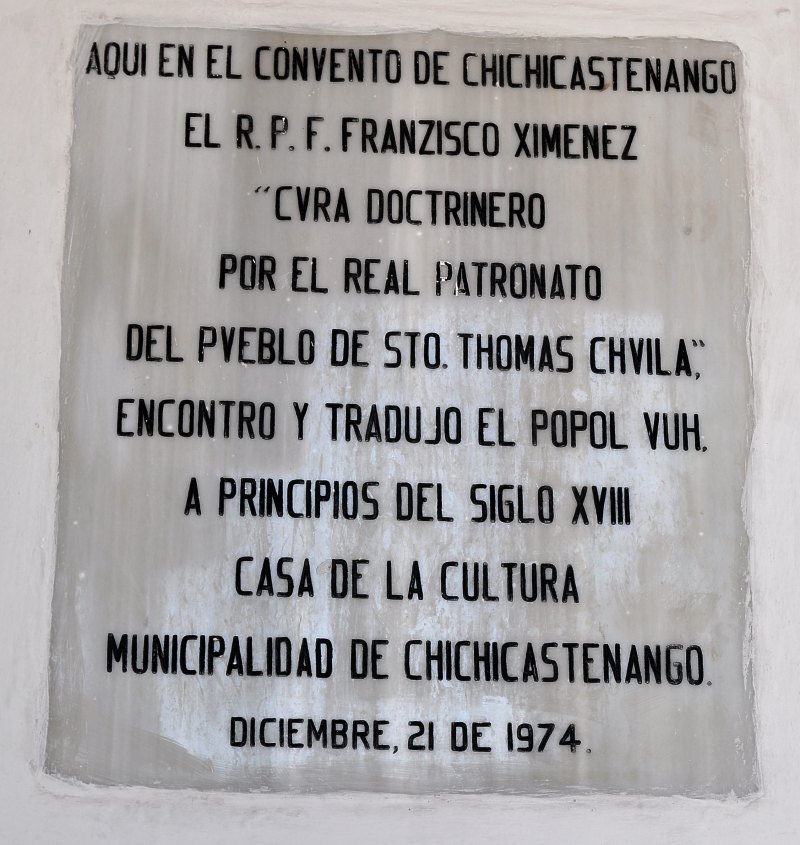 AQUI EN EL CONVENTO DE CHICHICASTENANGO
EL R. P. F. FRANZISCO XIMENEZ
“CVRA DOCTRINERO
POR EL REAL PATRONATO
DEL PVEBLO DE STO. THOMAS CHVILA”,
ENCONTRO Y TRADUJO EL POPOL VUH.
A PRINCIPIOS DEL SIGLO XVIII
CASA DE LA CULTURA
MUNICIPALIDAD DE CHICHICASTENANGO.
DICIEMBRE, 21 DE 1974.